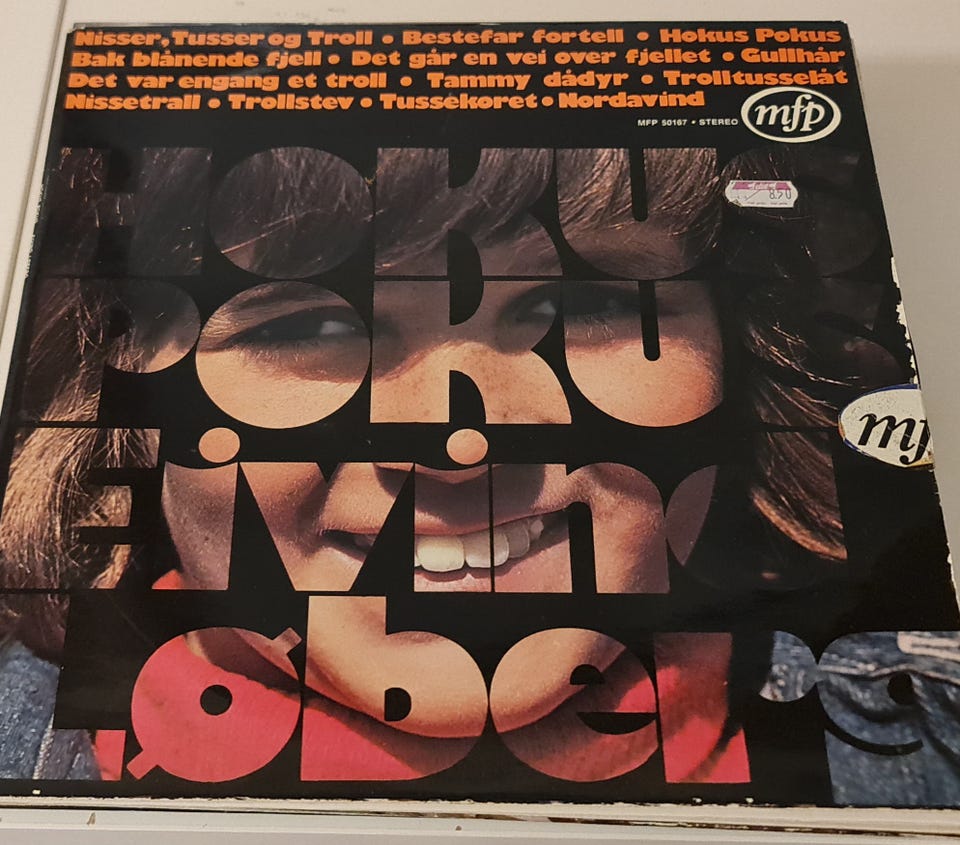 Nisser, Tusser og Troll • Bestefar fortell • Hokus Pokus
Bak blånende fjell • Det går en vei over fjellet • Gullhår
Det var engang et troll • Tammy dådyr • Trolltusselåt
Nissetrall • Trollstev • Tussekoret • Nordavind
MFP 50167 • STEREO
mfp
HOKUS
POKUS
Eivind
Løberg